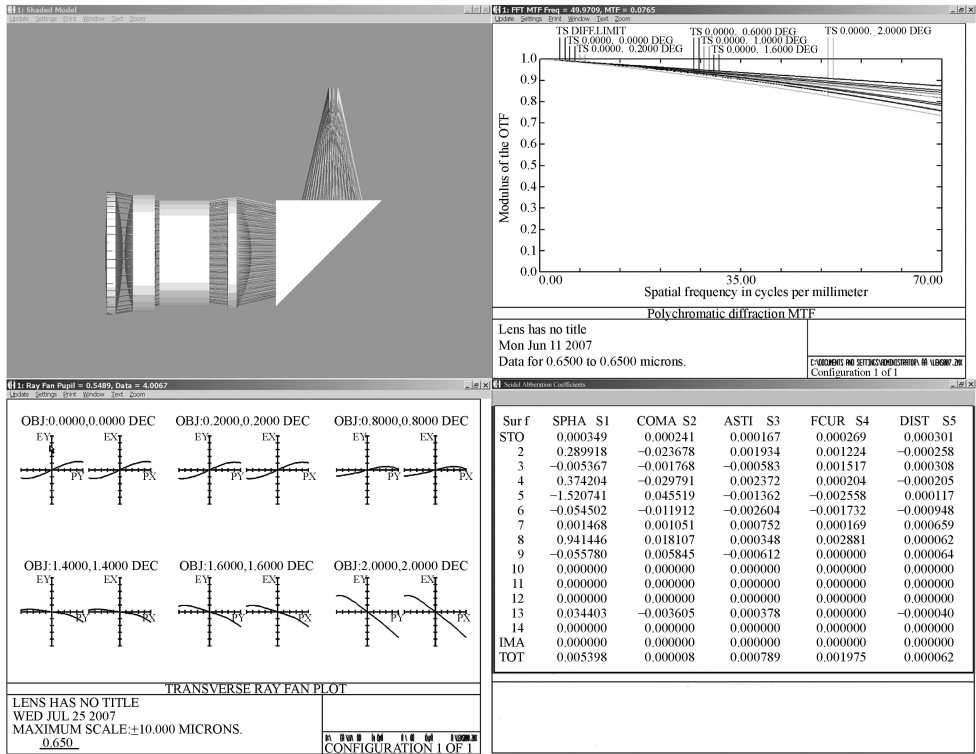 1: Shaded Model
Update Settings Print Window Text Zoom
1: FFT MTF Freq = 49.9709, MTF = 0.0765
Update Settings Print Window Text Zoom
TS DIFF.LIMIT
TS 0.0000, 0.0000 DEG
TS 0.0000, 0.2000 DEG
TS 0.0000, 0.6000 DEG
TS 0.0000, 1.0000 DEG
TS 0.0000, 1.6000 DEG
TS 0.0000, 2.0000 DEG
Modulus of the OTF
1.0
0.9
0.8
0.7
0.6
0.5
0.4
0.3
0.2
0.1
0.0
0.00 35.00 70.00
Spatial frequency in cycles per millimeter
Polychromatic diffraction MTF
Lens has no title
Mon Jun 11 2007
Data for 0.6500 to 0.6500 microns.
Configuration 1 of 1
1: Ray Fan Pupil = 0.5489, Data = 4.0067
Update Settings Print Window Text Zoom
OBJ:0.0000,0.0000 DEC OBJ:0.2000,0.2000 DEC OBJ:0.8000,0.8000 DEC
EY EX EY EX EY EX
PY PX PY PX PY PX
OBJ:1.4000,1.4000 DEC OBJ:1.6000,1.6000 DEC OBJ:2.0000,2.0000 DEC
EY EX EY EX EY EX
PY PX PY PX PY PX
TRANSVERSE RAY FAN PLOT
LENS HAS NO TITLE
WED JUL 25 2007
MAXIMUM SCALE:±10.000 MICRONS.
0.650
CONFIGURATION 1 OF 1
Seidel Abberation Coefficients
Sur f SPHA S1 COMA S2 ASTI S3 FCUR S4 DIST S5
STO 0.000349 0.000241 0.000167 0.000269 0.000301
2 0.289918 −0.023678 0.001934 0.001224 −0.000258
3 −0.005367 −0.001768 −0.000583 0.001517 0.000308
4 0.374204 −0.029791 0.002372 0.000204 −0.000205
5 −1.520741 0.045519 −0.001362 −0.002558 0.000117
6 −0.054502 −0.011912 −0.002604 −0.001732 −0.000948
7 0.001468 0.001051 0.000752 0.000169 0.000659
8 0.941446 0.018107 0.000348 0.002881 0.000062
9 −0.055780 0.005845 −0.000612 0.000000 0.000064
10 0.000000 0.000000 0.000000 0.000000 0.000000
11 0.000000 0.000000 0.000000 0.000000 0.000000
12 0.000000 0.000000 0.000000 0.000000 0.000000
13 0.034403 −0.003605 0.000378 0.000000 −0.000040
14 0.000000 0.000000 0.000000 0.000000 0.000000
IMA 0.000000 0.000000 0.000000 0.000000 0.000000
TOT 0.005398 0.000008 0.000789 0.001975 0.000062